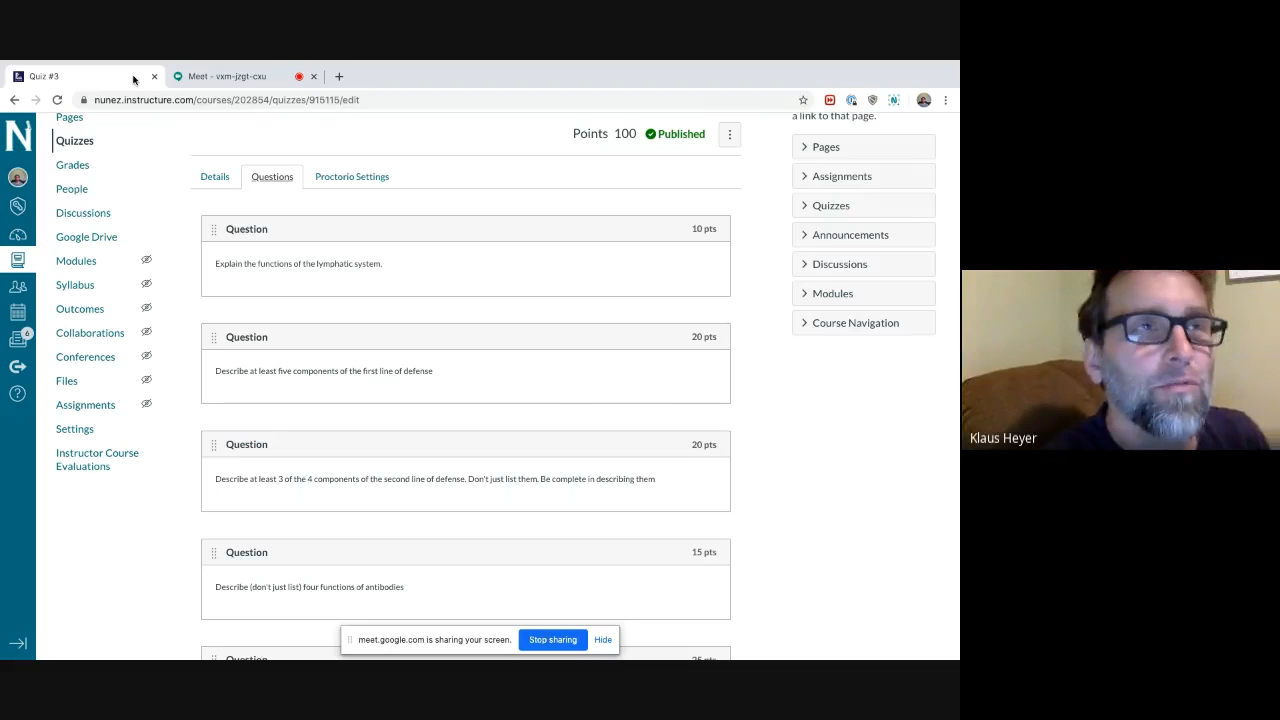 Quiz #3
Meet - vxm-jzgt-cxu
nunez.instructure.com/courses/202854/quizzes/915115/edit
N
6
Pages
Quizzes
Grades
People
Discussions
Google Drive
Modules
Syllabus
Outcomes
Collaborations
Conferences
Files
Assignments
Settings
Instructor Course
Evaluations
Points 100 Published
Details Questions Proctorio Settings
Question 10 pts
Explain the functions of the lymphatic system.
Question 20 pts
Describe at least five components of the first line of defense
Question 20 pts
Describe at least 3 of the 4 components of the second line of defense. Don't just list them. Be complete in describing them
Question 15 pts
Describe (don't just list) four functions of antibodies
Question 25 pts
meet.google.com is sharing your screen. Stop sharing Hide
a link to that page.
Pages
Assignments
Quizzes
Announcements
Discussions
Modules
Course Navigation
Klaus Heyer